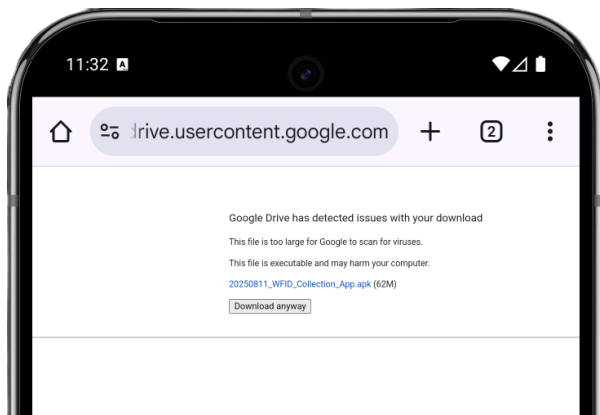 11:32
drive.usercontent.google.com
2
Google Drive has detected issues with your download
This file is too large for Google to scan for viruses.
This file is executable and may harm your computer.
20250811_WFID_Collection_App.apk (62M)
Download anyway